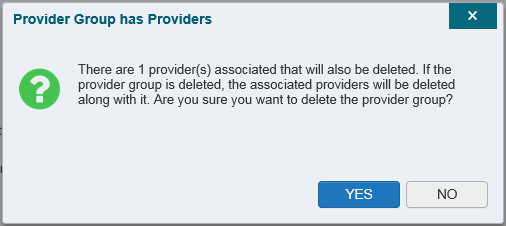 Provider Group has Providers
There are 1 provider(s) associated that will also be deleted. If the
provider group is deleted, the associated providers will be deleted
along with it. Are you sure you want to delete the provider group?
YES
NO